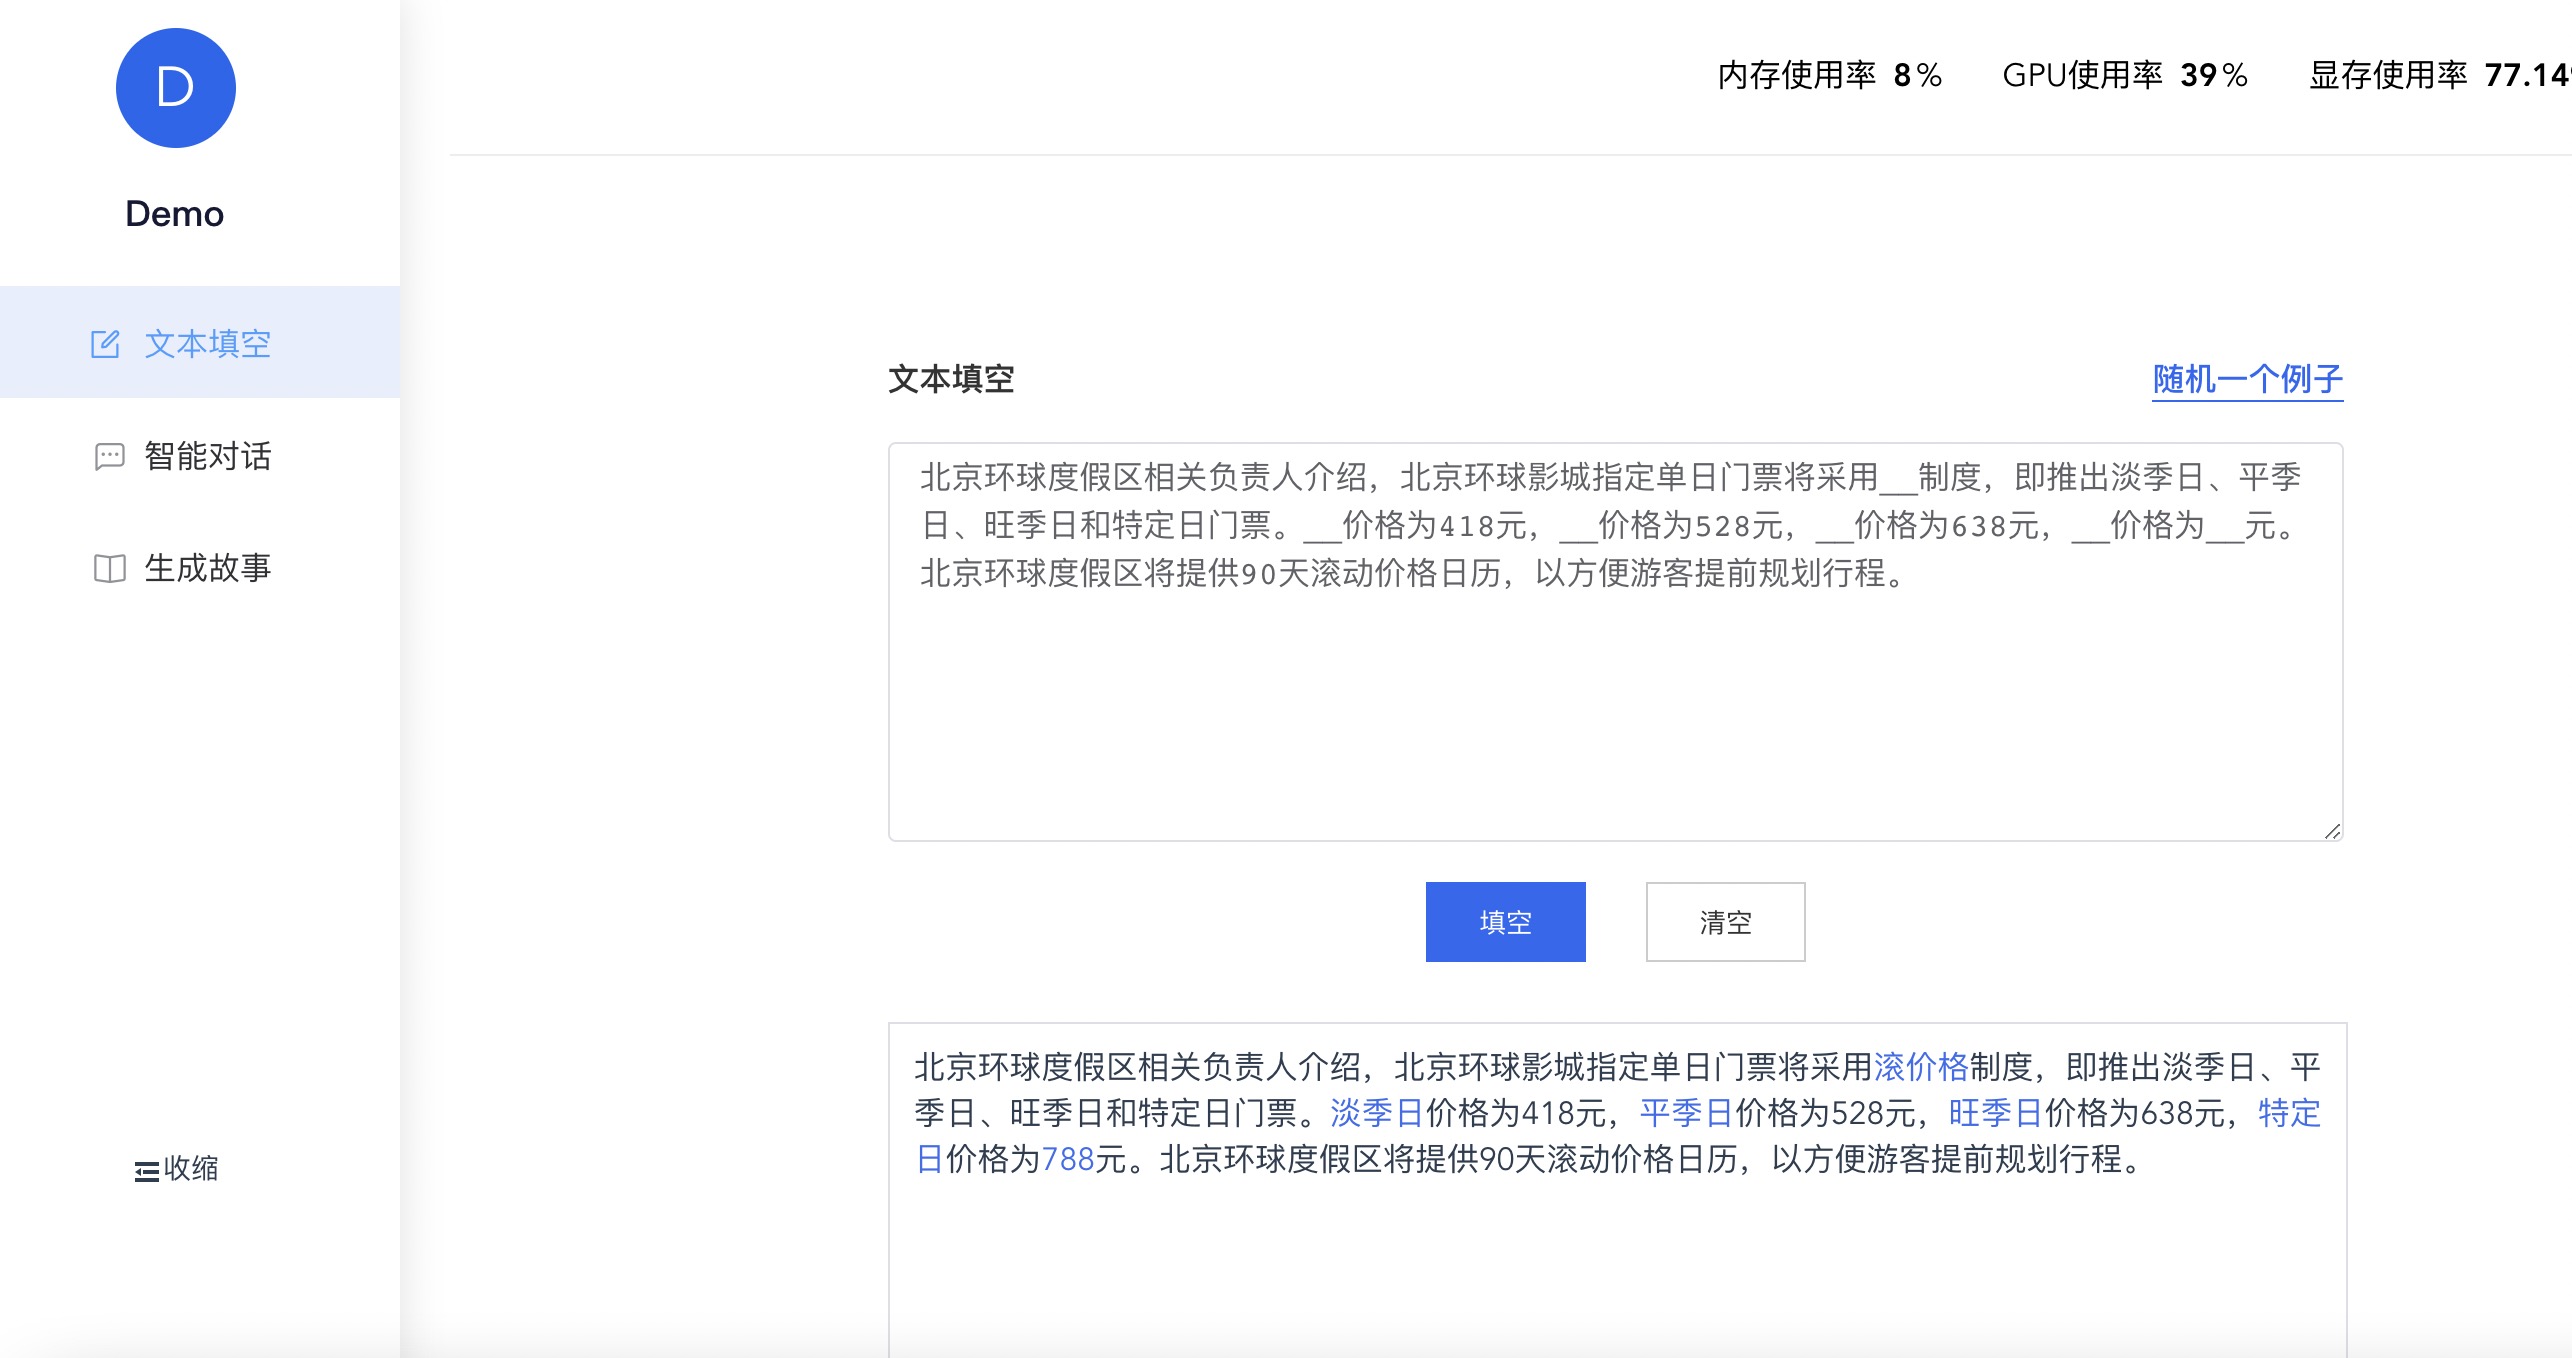 D
Demo
文本填空
智能对话
生成故事
收缩
内存使用率 8% GPU使用率 39% 显存使用率 77.14
文本填空 随机一个例子
北京环球度假区相关负责人介绍，北京环球影城指定单日门票将采用__制度，即推出淡季日、平季
日、旺季日和特定日门票。__价格为418元，__价格为528元，__价格为638元，__价格为__元。
北京环球度假区将提供90天滚动价格日历，以方便游客提前规划行程。
填空 清空
北京环球度假区相关负责人介绍，北京环球影城指定单日门票将采用滚价格制度，即推出淡季日、平
季日、旺季日和特定日门票。淡季日价格为418元，平季日价格为528元，旺季日价格为638元，特定
日价格为788元。北京环球度假区将提供90天滚动价格日历，以方便游客提前规划行程。